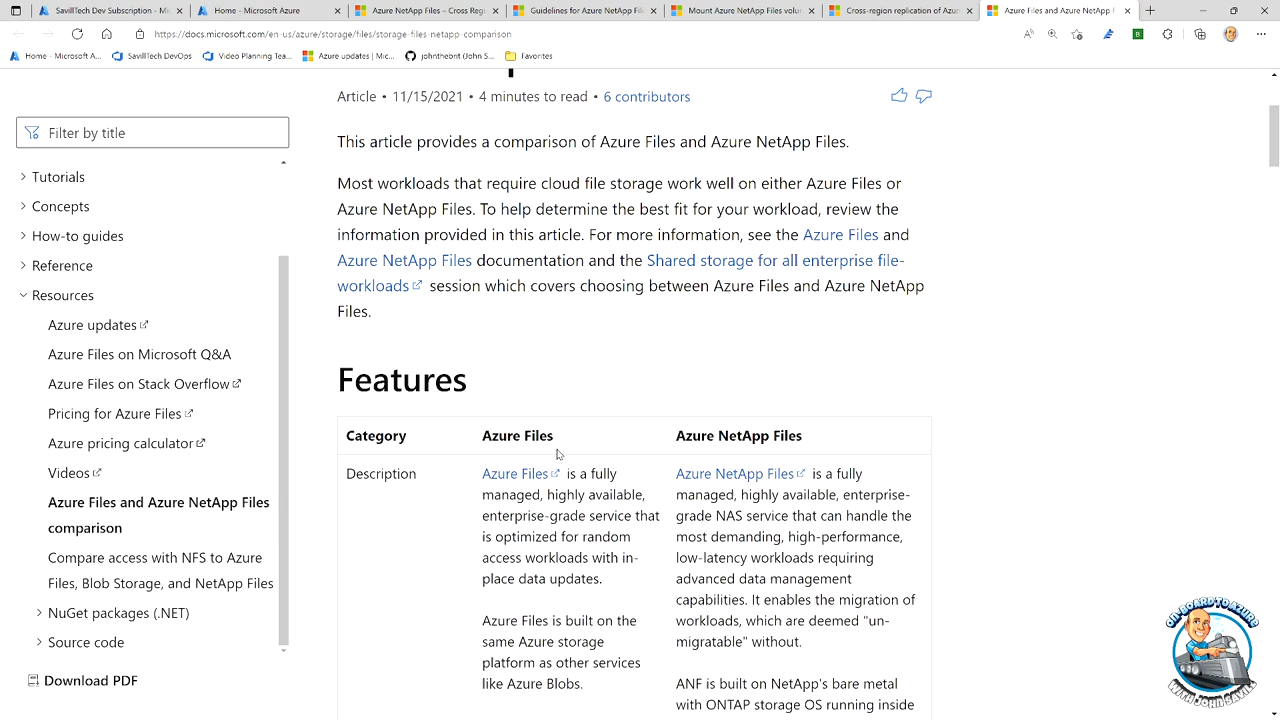 SavillTech Dev Subscription - Mic
Home - Microsoft Azure
Azure NetApp Files – Cross Reg
Guidelines for Azure NetApp File
Mount Azure NetApp Files volu
Cross-region replication of Azure
Azure Files and Azure NetApp F
https://docs.microsoft.com/en-us/azure/storage/files/storage-files-netapp-comparison
Home - Microsoft A...
SavillTech DevOps
Video Planning Tea...
Azure updates | Mic...
johnthebrit (John S...
Favorites
Article • 11/15/2021 • 4 minutes to read • 6 contributors
Filter by title
Tutorials
Concepts
How-to guides
Reference
Resources
Azure updates
Azure Files on Microsoft Q&A
Azure Files on Stack Overflow
Pricing for Azure Files
Azure pricing calculator
Videos
Azure Files and Azure NetApp Files
comparison
Compare access with NFS to Azure
Files, Blob Storage, and NetApp Files
NuGet packages (.NET)
Source code
Download PDF
This article provides a comparison of Azure Files and Azure NetApp Files.
Most workloads that require cloud file storage work well on either Azure Files or
Azure NetApp Files. To help determine the best fit for your workload, review the
information provided in this article. For more information, see the Azure Files and
Azure NetApp Files documentation and the Shared storage for all enterprise file-
workloads session which covers choosing between Azure Files and Azure NetApp
Files.
Features
Category
Azure Files
Azure NetApp Files
Description
Azure Files is a fully
managed, highly available,
enterprise-grade service that
is optimized for random
access workloads with in-
place data updates.
Azure Files is built on the
same Azure storage
platform as other services
like Azure Blobs.
Azure NetApp Files is a fully
managed, highly available, enterprise-
grade NAS service that can handle the
most demanding, high-performance,
low-latency workloads requiring
advanced data management
capabilities. It enables the migration of
workloads, which are deemed "un-
migratable" without.
ANF is built on NetApp's bare metal
with ONTAP storage OS running inside
ON-BOARD TO AZURE
WITH JOHN SAVILL